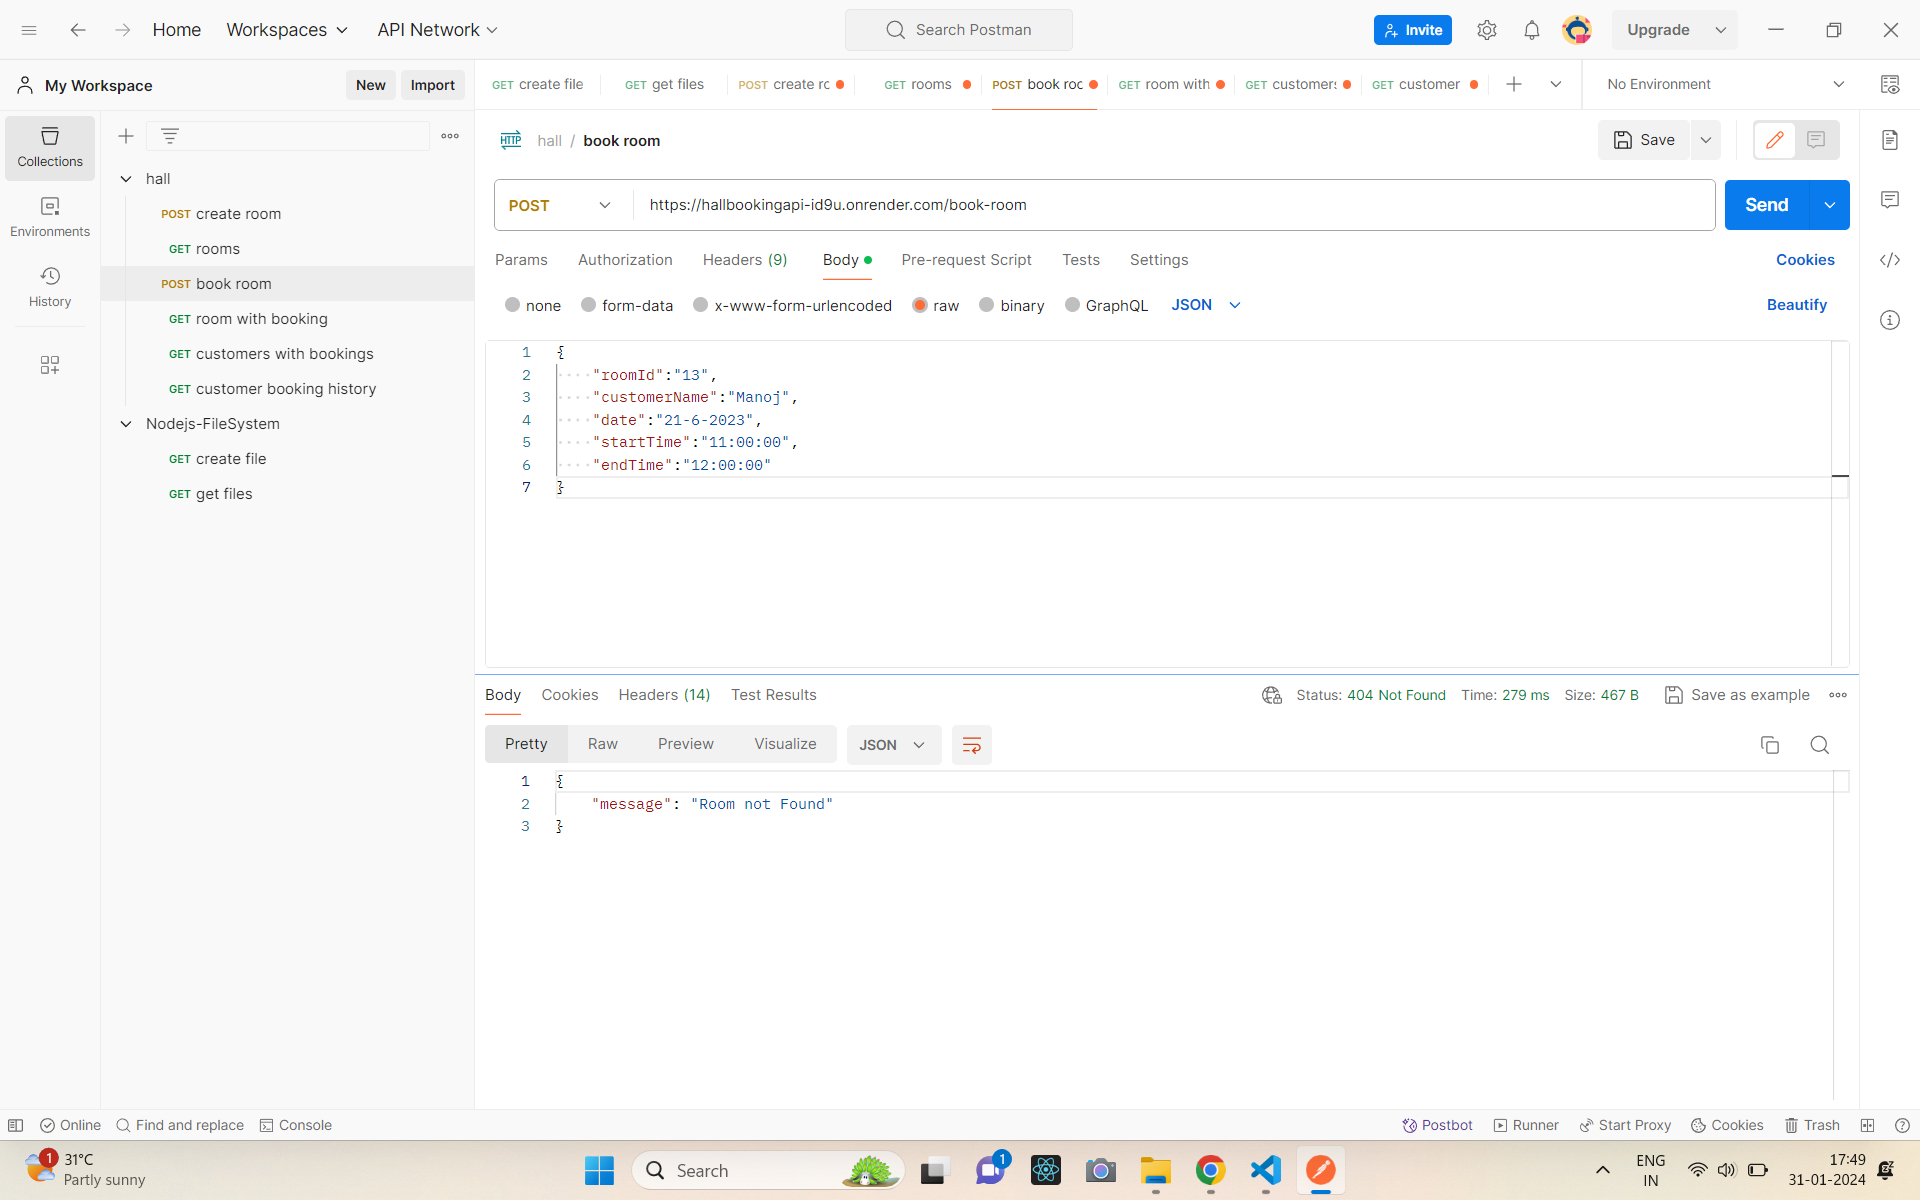 Home Workspaces API Network Search Postman Invite Upgrade
My Workspace New Import GET create file GET get files POST create rc GET rooms POST book roc GET room with GET customers GET customer No Environment
Collections
Environments
History
hall
POST create room
GET rooms
POST book room
GET room with booking
GET customers with bookings
GET customer booking history
Nodejs-FileSystem
GET create file
GET get files
HTTP hall / book room Save
POST https://hallbookingapi-id9u.onrender.com/book-room Send
Params Authorization Headers (9) Body Pre-request Script Tests Settings Cookies
none form-data x-www-form-urlencoded raw binary GraphQL JSON Beautify
1 {
2 ····"roomId":"13",
3 ····"customerName":"Manoj",
4 ····"date":"21-6-2023",
5 ····"startTime":"11:00:00",
6 ····"endTime":"12:00:00"
7 }
Body Cookies Headers (14) Test Results Status: 404 Not Found Time: 279 ms Size: 467 B Save as example
Pretty Raw Preview Visualize JSON
1 {
2 "message": "Room not Found"
3 }
Online Find and replace Console Postbot Runner Start Proxy Cookies Trash
1 31°C
Partly sunny
Search
1
ENG
IN
17:49
31-01-2024